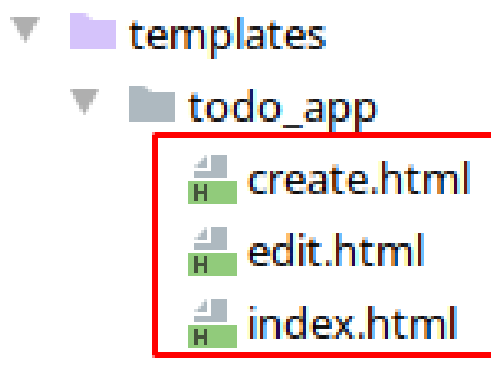 templates
todo_app
H create.html
H edit.html
H index.html